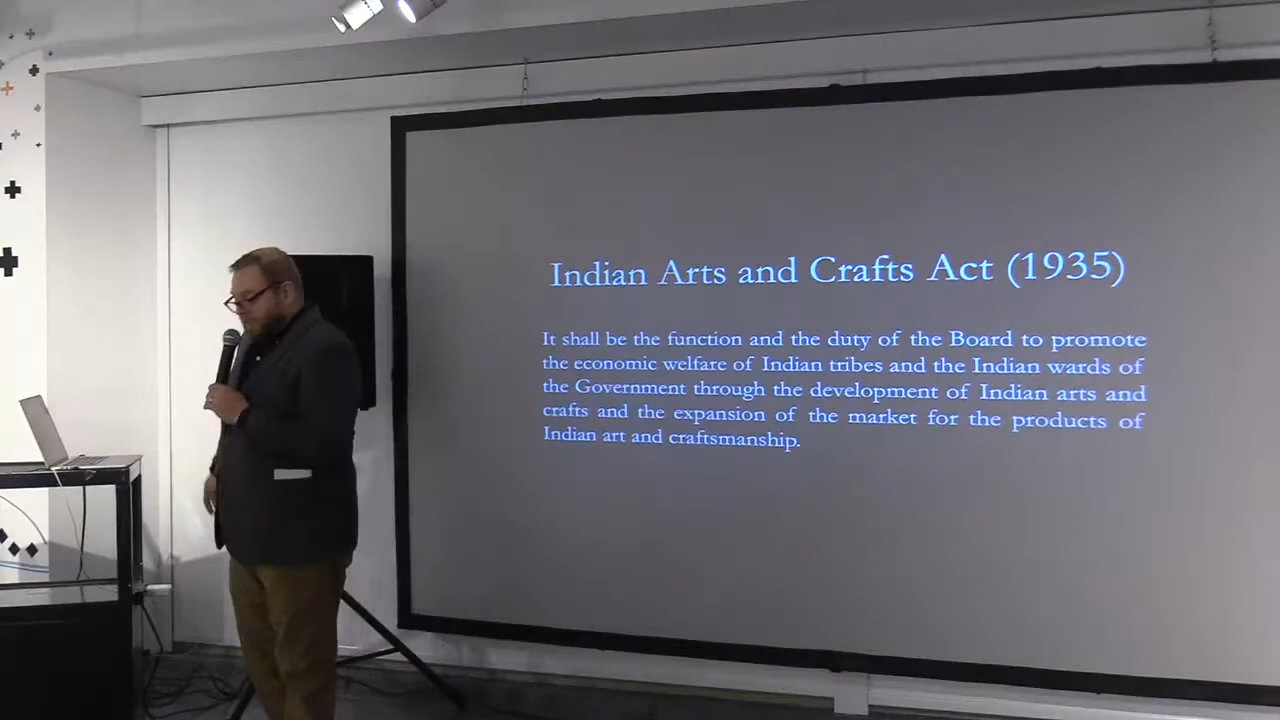 Indian Arts and Crafts Act (1935)
It shall be the function and the duty of the Board to promote
the economic welfare of Indian tribes and the Indian wards of
the Government through the development of Indian arts and
crafts and the expansion of the market for the products of
Indian art and craftsmanship.